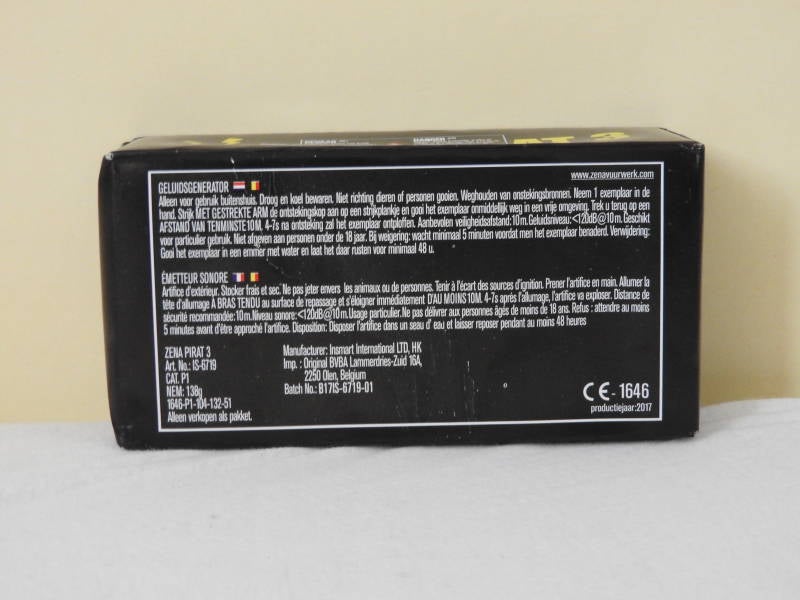 www.zenavuurwerk.com
GELUIDSGENERATOR
Alleen voor gebruik buitenshuis. Droog en koel bewaren. Niet richting dieren of personen gooien. Weghouden van onstekingsbronnen. Neem 1 exemplaar in de
hand. Strijk MET GESTREKTE ARM de ontstekingskop aan op een strijkplankje en gooi het exemplaar onmiddellijk weg in een vrije omgeving. Trek u terug op een
AFSTAND VAN TENMINSTE 10M. 4-7s na ontsteking zal het exemplaar ontploffen. Aanbevolen veiligheidsafstand: 10m. Geluidsniveau: <120dB@10m. Geschikt
voor particulier gebruik. Niet afgeven aan personen onder de 18 jaar. Bij weigering: wacht minimaal 5 minuten voordat men het exemplaar benaderd. Verwijdering:
Gooi het exemplaar in een emmer met water en laat het daar rusten voor minimaal 48 u.
ÉMETTEUR SONORE
Artifice d'extérieur. Stocker frais et sec. Ne pas jeter envers les animaux ou de personnes. Tenir à l'écart des sources d'ignition. Prener l'artifice en main. Allumer la
tête d'allumage A BRAS TENDU au surface de repassage et s'éloigner immédiatement D'AU MOINS 10M. 4-7s après l'allumage, l'artifice va exploser. Distance de
sécurité recommandée: 10m. Niveau sonore: <120dB@10m. Usage particulier. Ne pas délivrer aux personnes âgés de moins de 18 ans. Refus : attendre au moins
5 minutes avant d'être approché l'artifice. Disposition: Disposer l'artifice dans un seau d' eau et laisser reposer pendant au moins 48 heures
ZENA PIRAT 3
Art. No.: IS-6719
CAT. P1
NEM: 138g
1646-P1-104-132-51
Alleen verkopen als pakket.
Manufacturer: Insmart International LTD, HK
Imp. : Original BVBA Lammerdries-Zuid 16A,
2250 Olen, Belgium
Batch No.: B17IS-6719-01
CE - 1646
productiejaar: 2017